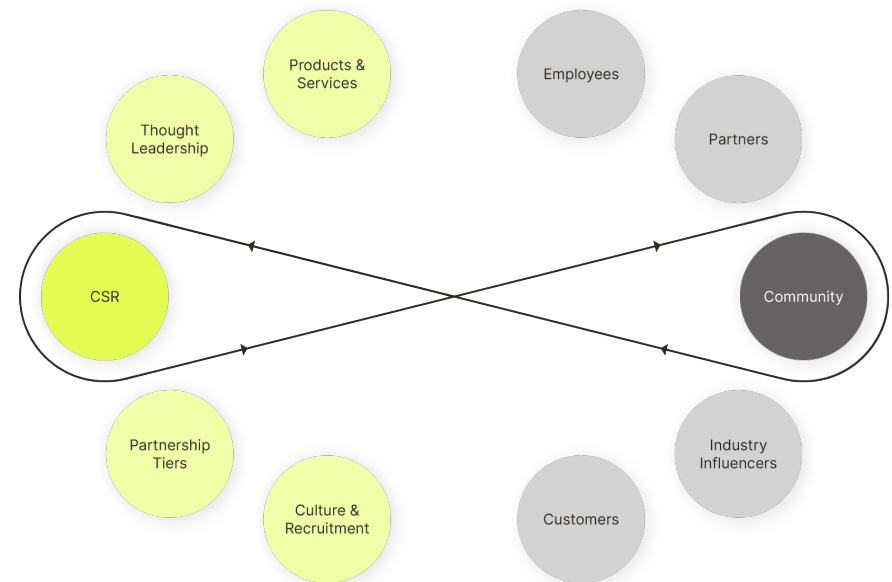 Products &
Services
Employees
Thought
Leadership
Partners
CSR
Community
Partnership
Tiers
Industry
Influencers
Culture &
Recruitment
Customers